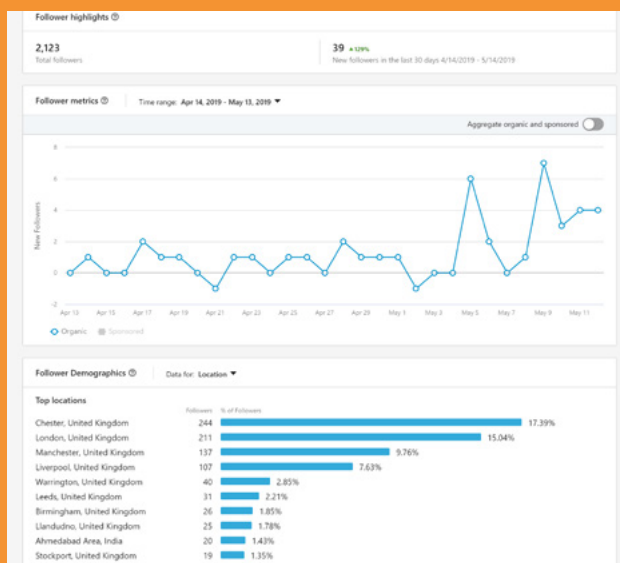 Follower highlights ?
2,123
Total followers
39 ▲129%
New followers in the last 30 days 4/14/2019 - 5/14/2019
Follower metrics ?
Time range: Apr 14, 2019 - May 13, 2019 ▼
Aggregate organic and sponsored
New Followers
8
6
4
2
0
-2
Apr 13 Apr 15 Apr 17 Apr 19 Apr 21 Apr 23 Apr 25 Apr 27 Apr 29 May 1 May 3 May 5 May 7 May 9 May 11
Organic Sponsored
Follower Demographics ?
Data for: Location ▼
Top locations
Followers % of Followers
Chester, United Kingdom 244 17.39%
London, United Kingdom 211 15.04%
Manchester, United Kingdom 137 9.76%
Liverpool, United Kingdom 107 7.63%
Warrington, United Kingdom 40 2.85%
Leeds, United Kingdom 31 2.21%
Birmingham, United Kingdom 26 1.85%
Llandudno, United Kingdom 25 1.78%
Ahmedabad Area, India 20 1.43%
Stockport, United Kingdom 19 1.35%